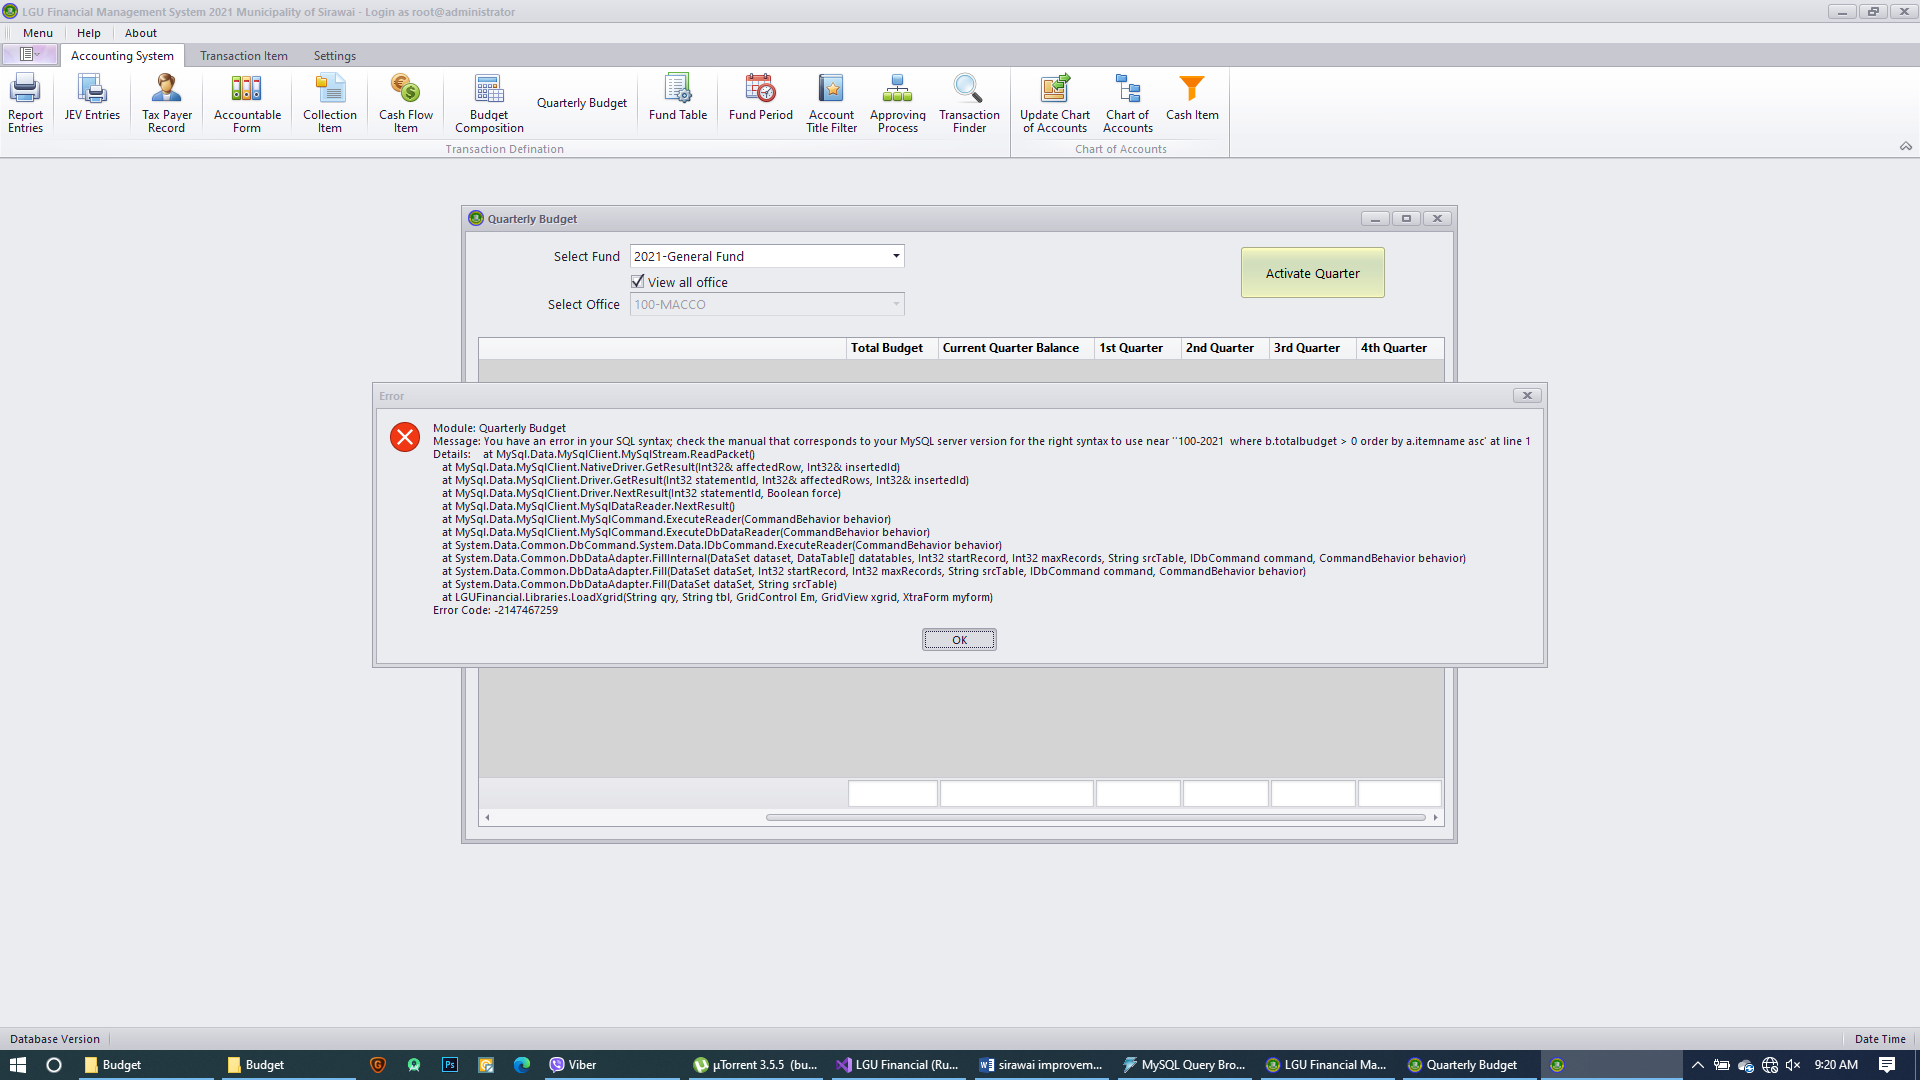 LGU Financial Management System 2021 Municipality of Sirawai - Login as root@administrator
Menu Help About
Accounting System Transaction Item Settings
Report Entries
JEV Entries
Tax Payer Record
Accountable Form
Collection Item
Cash Flow Item
Budget Composition
Quarterly Budget
Fund Table
Fund Period
Account Title Filter
Approving Process
Transaction Finder
Update Chart of Accounts
Chart of Accounts
Cash Item
Transaction Defination
Chart of Accounts
Quarterly Budget
Select Fund 2021-General Fund
View all office
Select Office 100-MACCO
Activate Quarter
Total Budget Current Quarter Balance 1st Quarter 2nd Quarter 3rd Quarter 4th Quarter
Error
Module: Quarterly Budget
Message: You have an error in your SQL syntax; check the manual that corresponds to your MySQL server version for the right syntax to use near '`100-2021  where b.totalbudget > 0 order by a.itemname asc' at line 1
Details:    at MySql.Data.MySqlClient.MySqlStream.ReadPacket()
at MySql.Data.MySqlClient.NativeDriver.GetResult(Int32& affectedRow, Int32& insertedId)
at MySql.Data.MySqlClient.Driver.GetResult(Int32 statementId, Int32& affectedRows, Int32& insertedId)
at MySql.Data.MySqlClient.Driver.NextResult(Int32 statementId, Boolean force)
at MySql.Data.MySqlClient.MySqlDataReader.NextResult()
at MySql.Data.MySqlClient.MySqlCommand.ExecuteReader(CommandBehavior behavior)
at MySql.Data.MySqlClient.MySqlCommand.ExecuteDbDataReader(CommandBehavior behavior)
at System.Data.Common.DbCommand.System.Data.IDbCommand.ExecuteReader(CommandBehavior behavior)
at System.Data.Common.DbDataAdapter.FillInternal(DataSet dataset, DataTable[] datatables, Int32 startRecord, Int32 maxRecords, String srcTable, IDbCommand command, CommandBehavior behavior)
at System.Data.Common.DbDataAdapter.Fill(DataSet dataSet, Int32 startRecord, Int32 maxRecords, String srcTable, IDbCommand command, CommandBehavior behavior)
at System.Data.Common.DbDataAdapter.Fill(DataSet dataSet, String srcTable)
at LGUFinancial.Libraries.LoadXgrid(String qry, String tbl, GridControl Em, GridView xgrid, XtraForm myform)
Error Code: -2147467259
OK
Database Version Date Time
Budget Budget Ps Viber µTorrent 3.5.5 (bu... LGU Financial (Ru... sirawai improvem... MySQL Query Bro... LGU Financial Ma... Quarterly Budget 9:20 AM